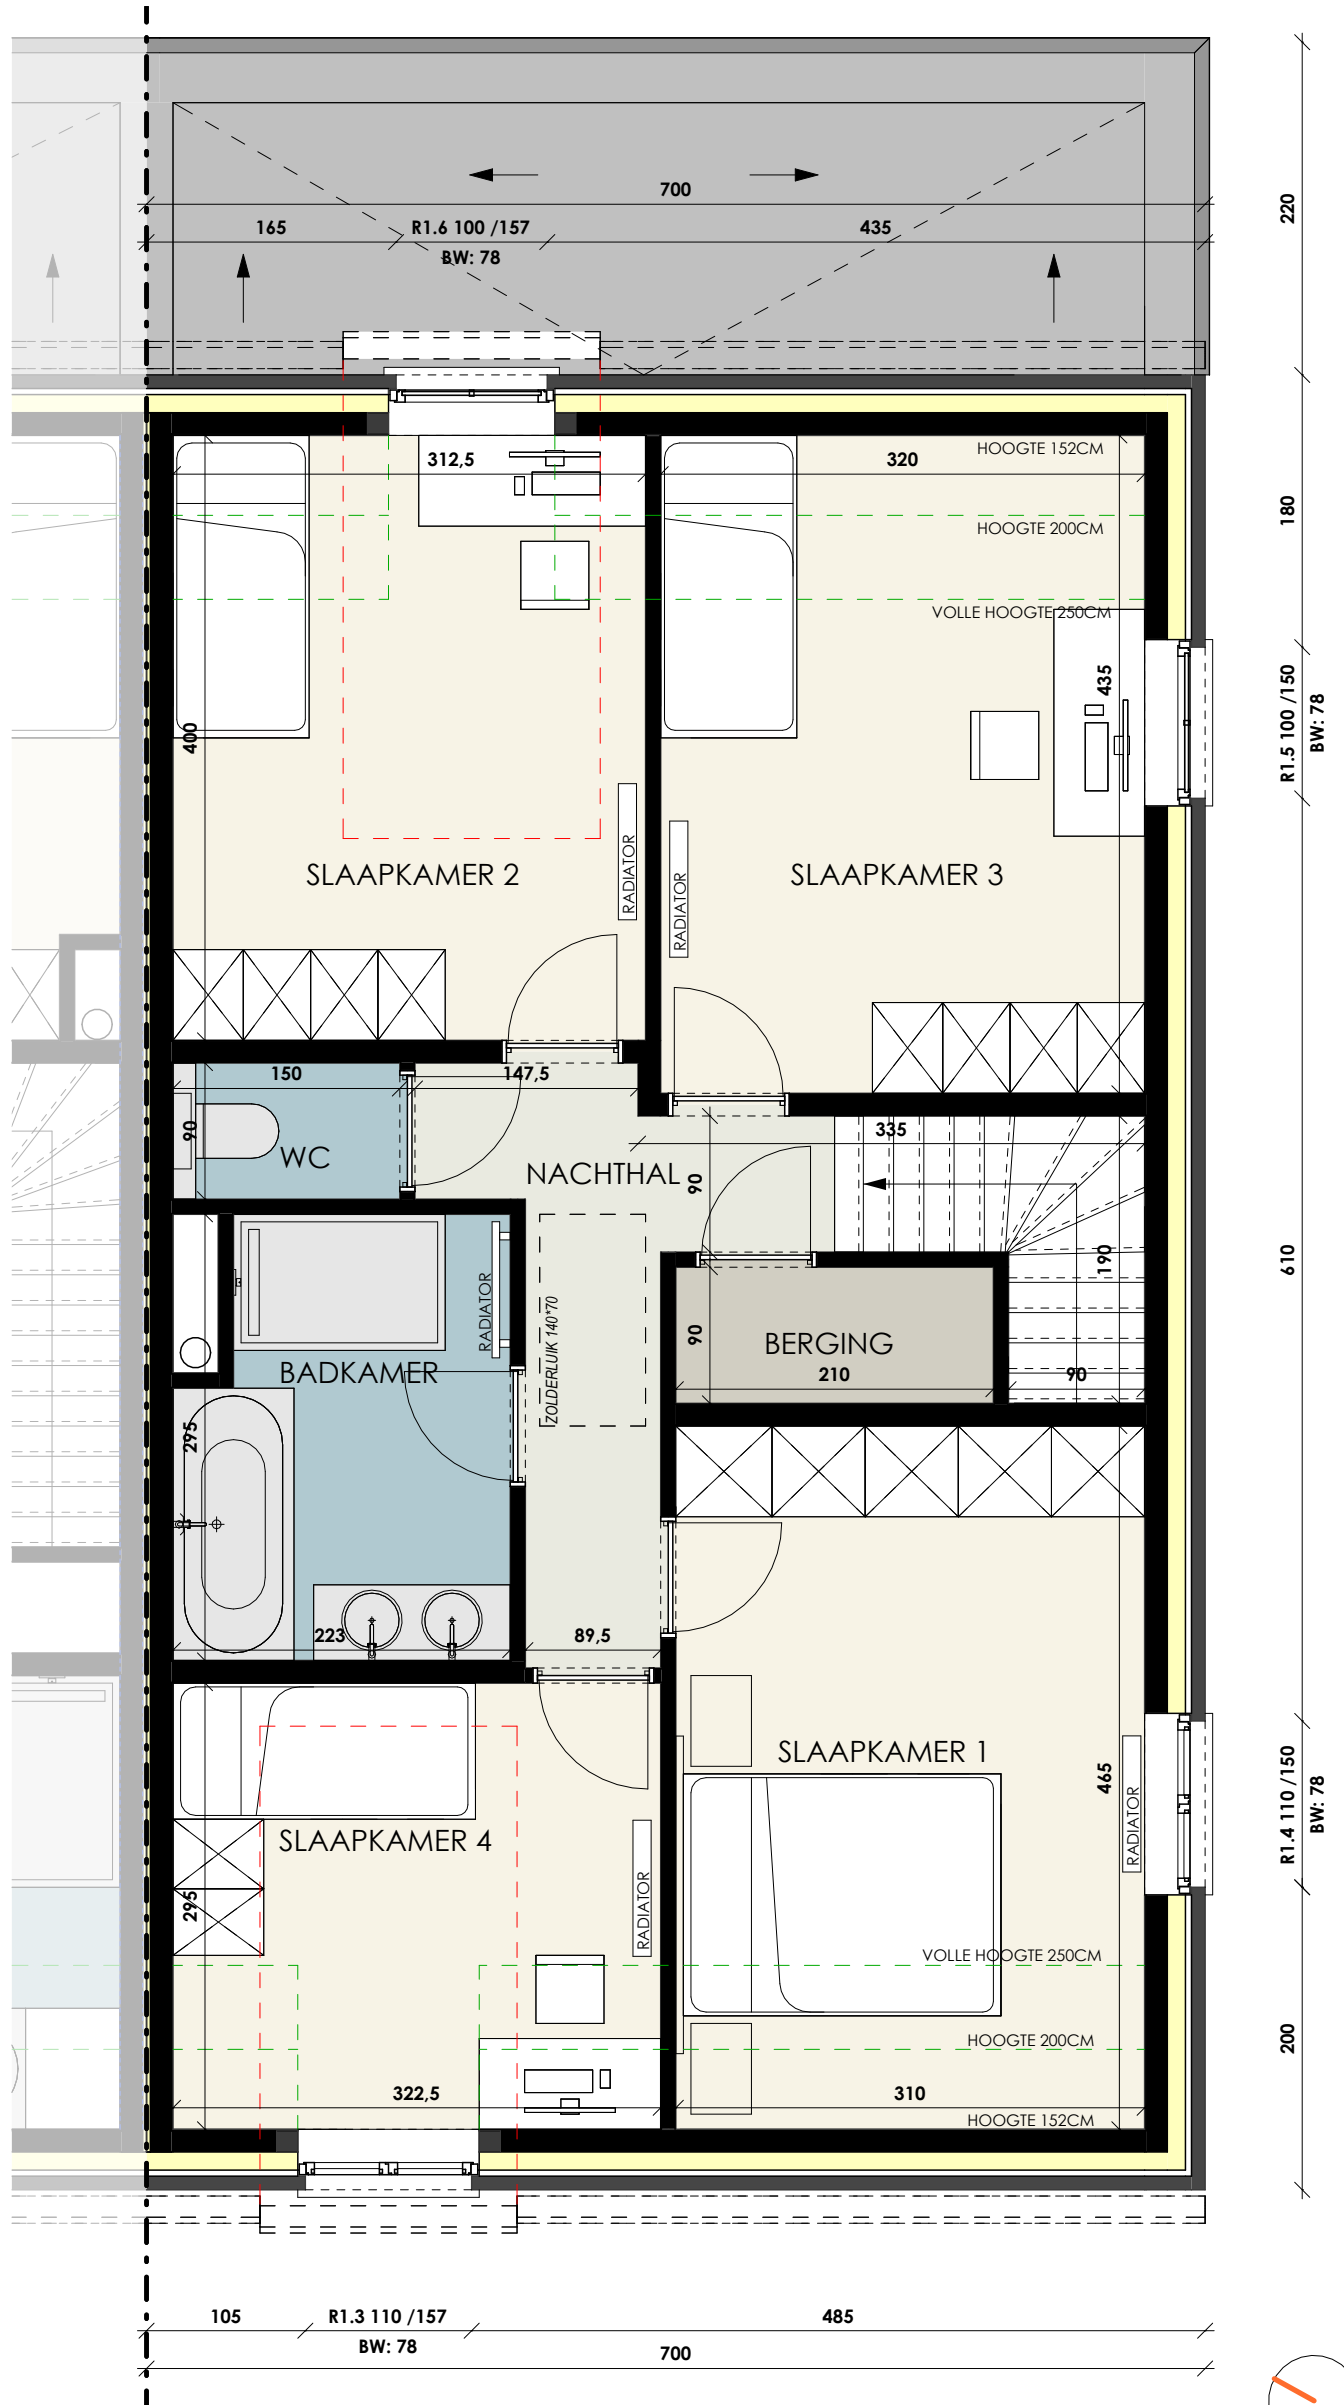 700
165
R1.6 100 /157
435
BW: 78
220
312,5
320
HOOGTE 152CM
HOOGTE 200CM
180
VOLLE HOOGTE 250CM
435
R1.5 100 /150
BW: 78
400
RADIATOR
RADIATOR
SLAAPKAMER 2
SLAAPKAMER 3
150
147,5
90
WC
NACHTHAL
335
90
190
610
RADIATOR
BADKAMER
ZOLDERLUIK 140*70
90
BERGING
210
90
295
223
89,5
SLAAPKAMER 1
465
RADIATOR
R1.4 110 /150
BW: 78
SLAAPKAMER 4
295
RADIATOR
VOLLE HOOGTE 250CM
HOOGTE 200CM
200
322,5
310
HOOGTE 152CM
105
R1.3 110 /157
485
BW: 78
700